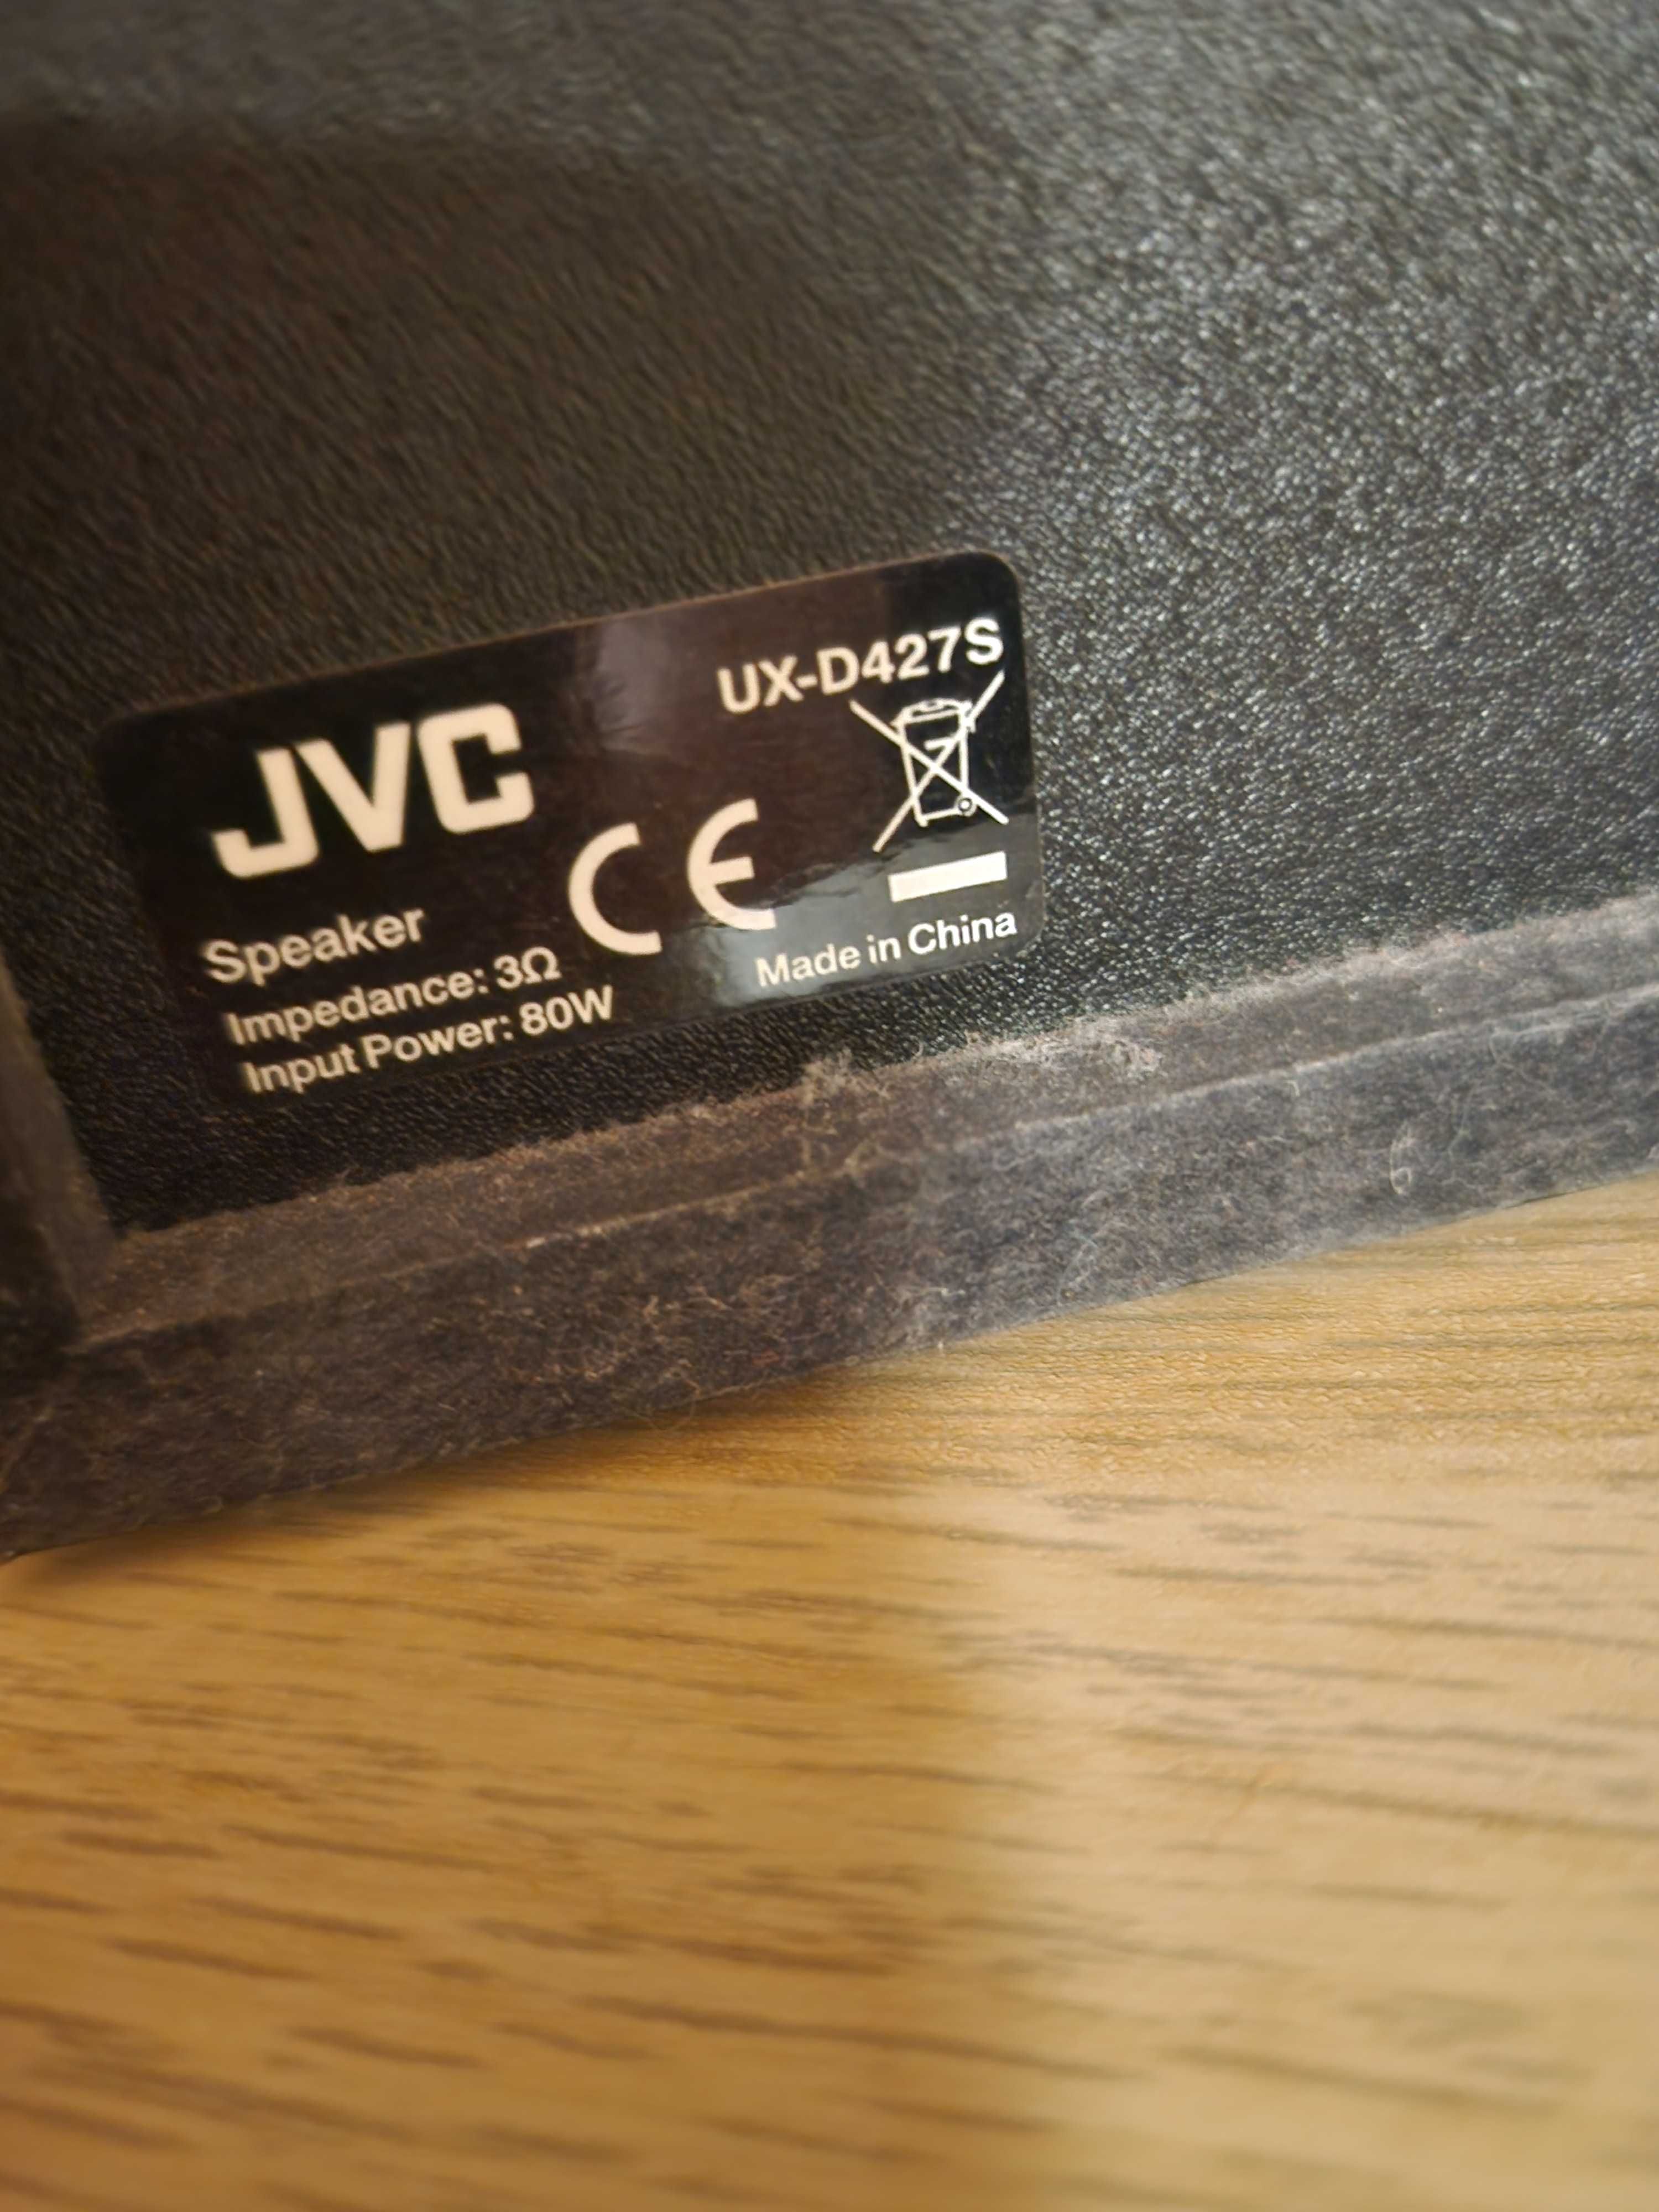 UX-D427S
JVC
CE
Speaker
Impedance: 3Ω
Input Power: 80W
Made in China